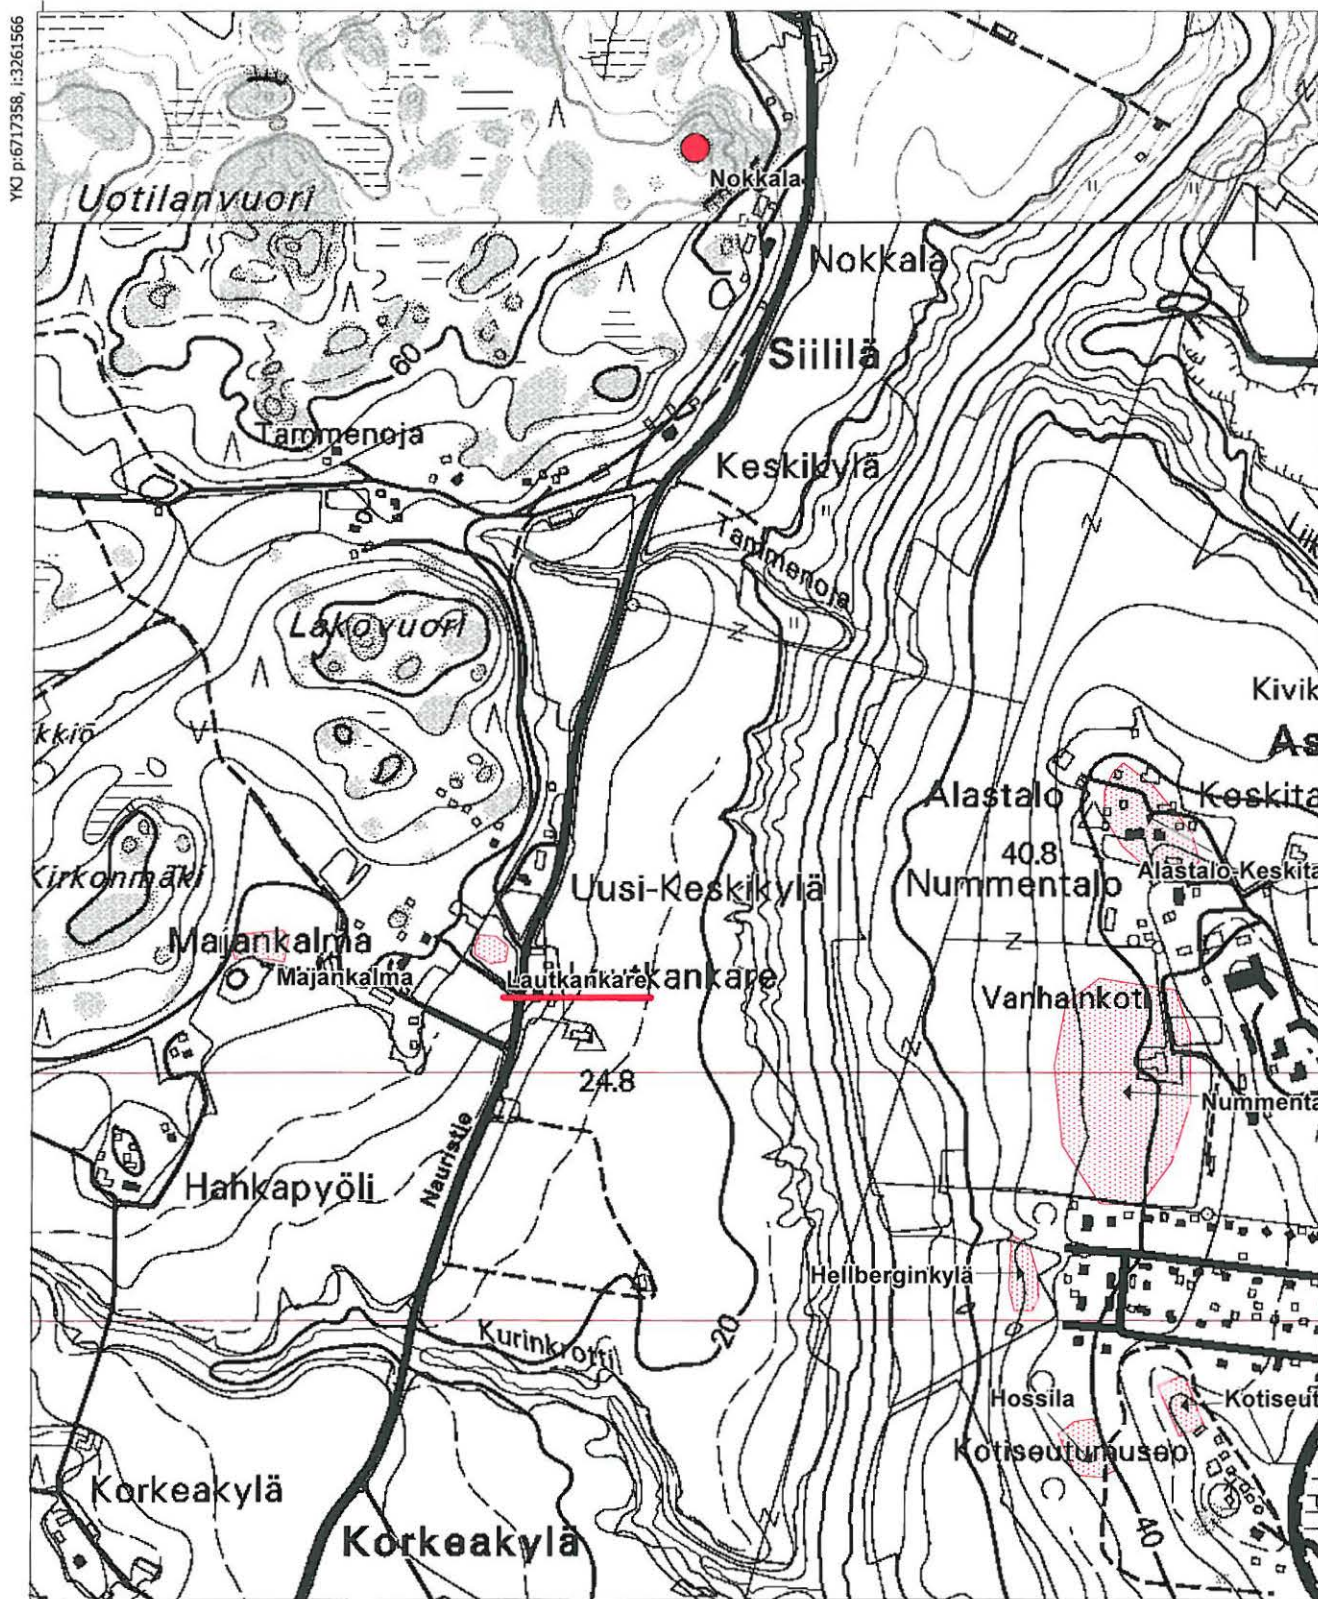 YKJ p:6717358, i:3261566
Uotilanvuori
Nokkala
Nokkala
Siililä
60
Tammenoja
Keskikylä
Tammenoja
Liik
Lakovuori
Kivik
kkiö
As
Alastalo
Keskita
40.8
Kirkonmäki
Uusi-Keskikylä
Nummentalo
Alastalo-Keskita
Majankalma
Majankalma
Lautkankare
kankare
Vanhainkoti
24.8
Nummenta
Nauristie
Hahkapyöli
Hellberginkylä
20
Kurinkrotti
Hossila
Kotiseut
Kotiseutumuseo
Korkeakylä
Korkeakylä
40